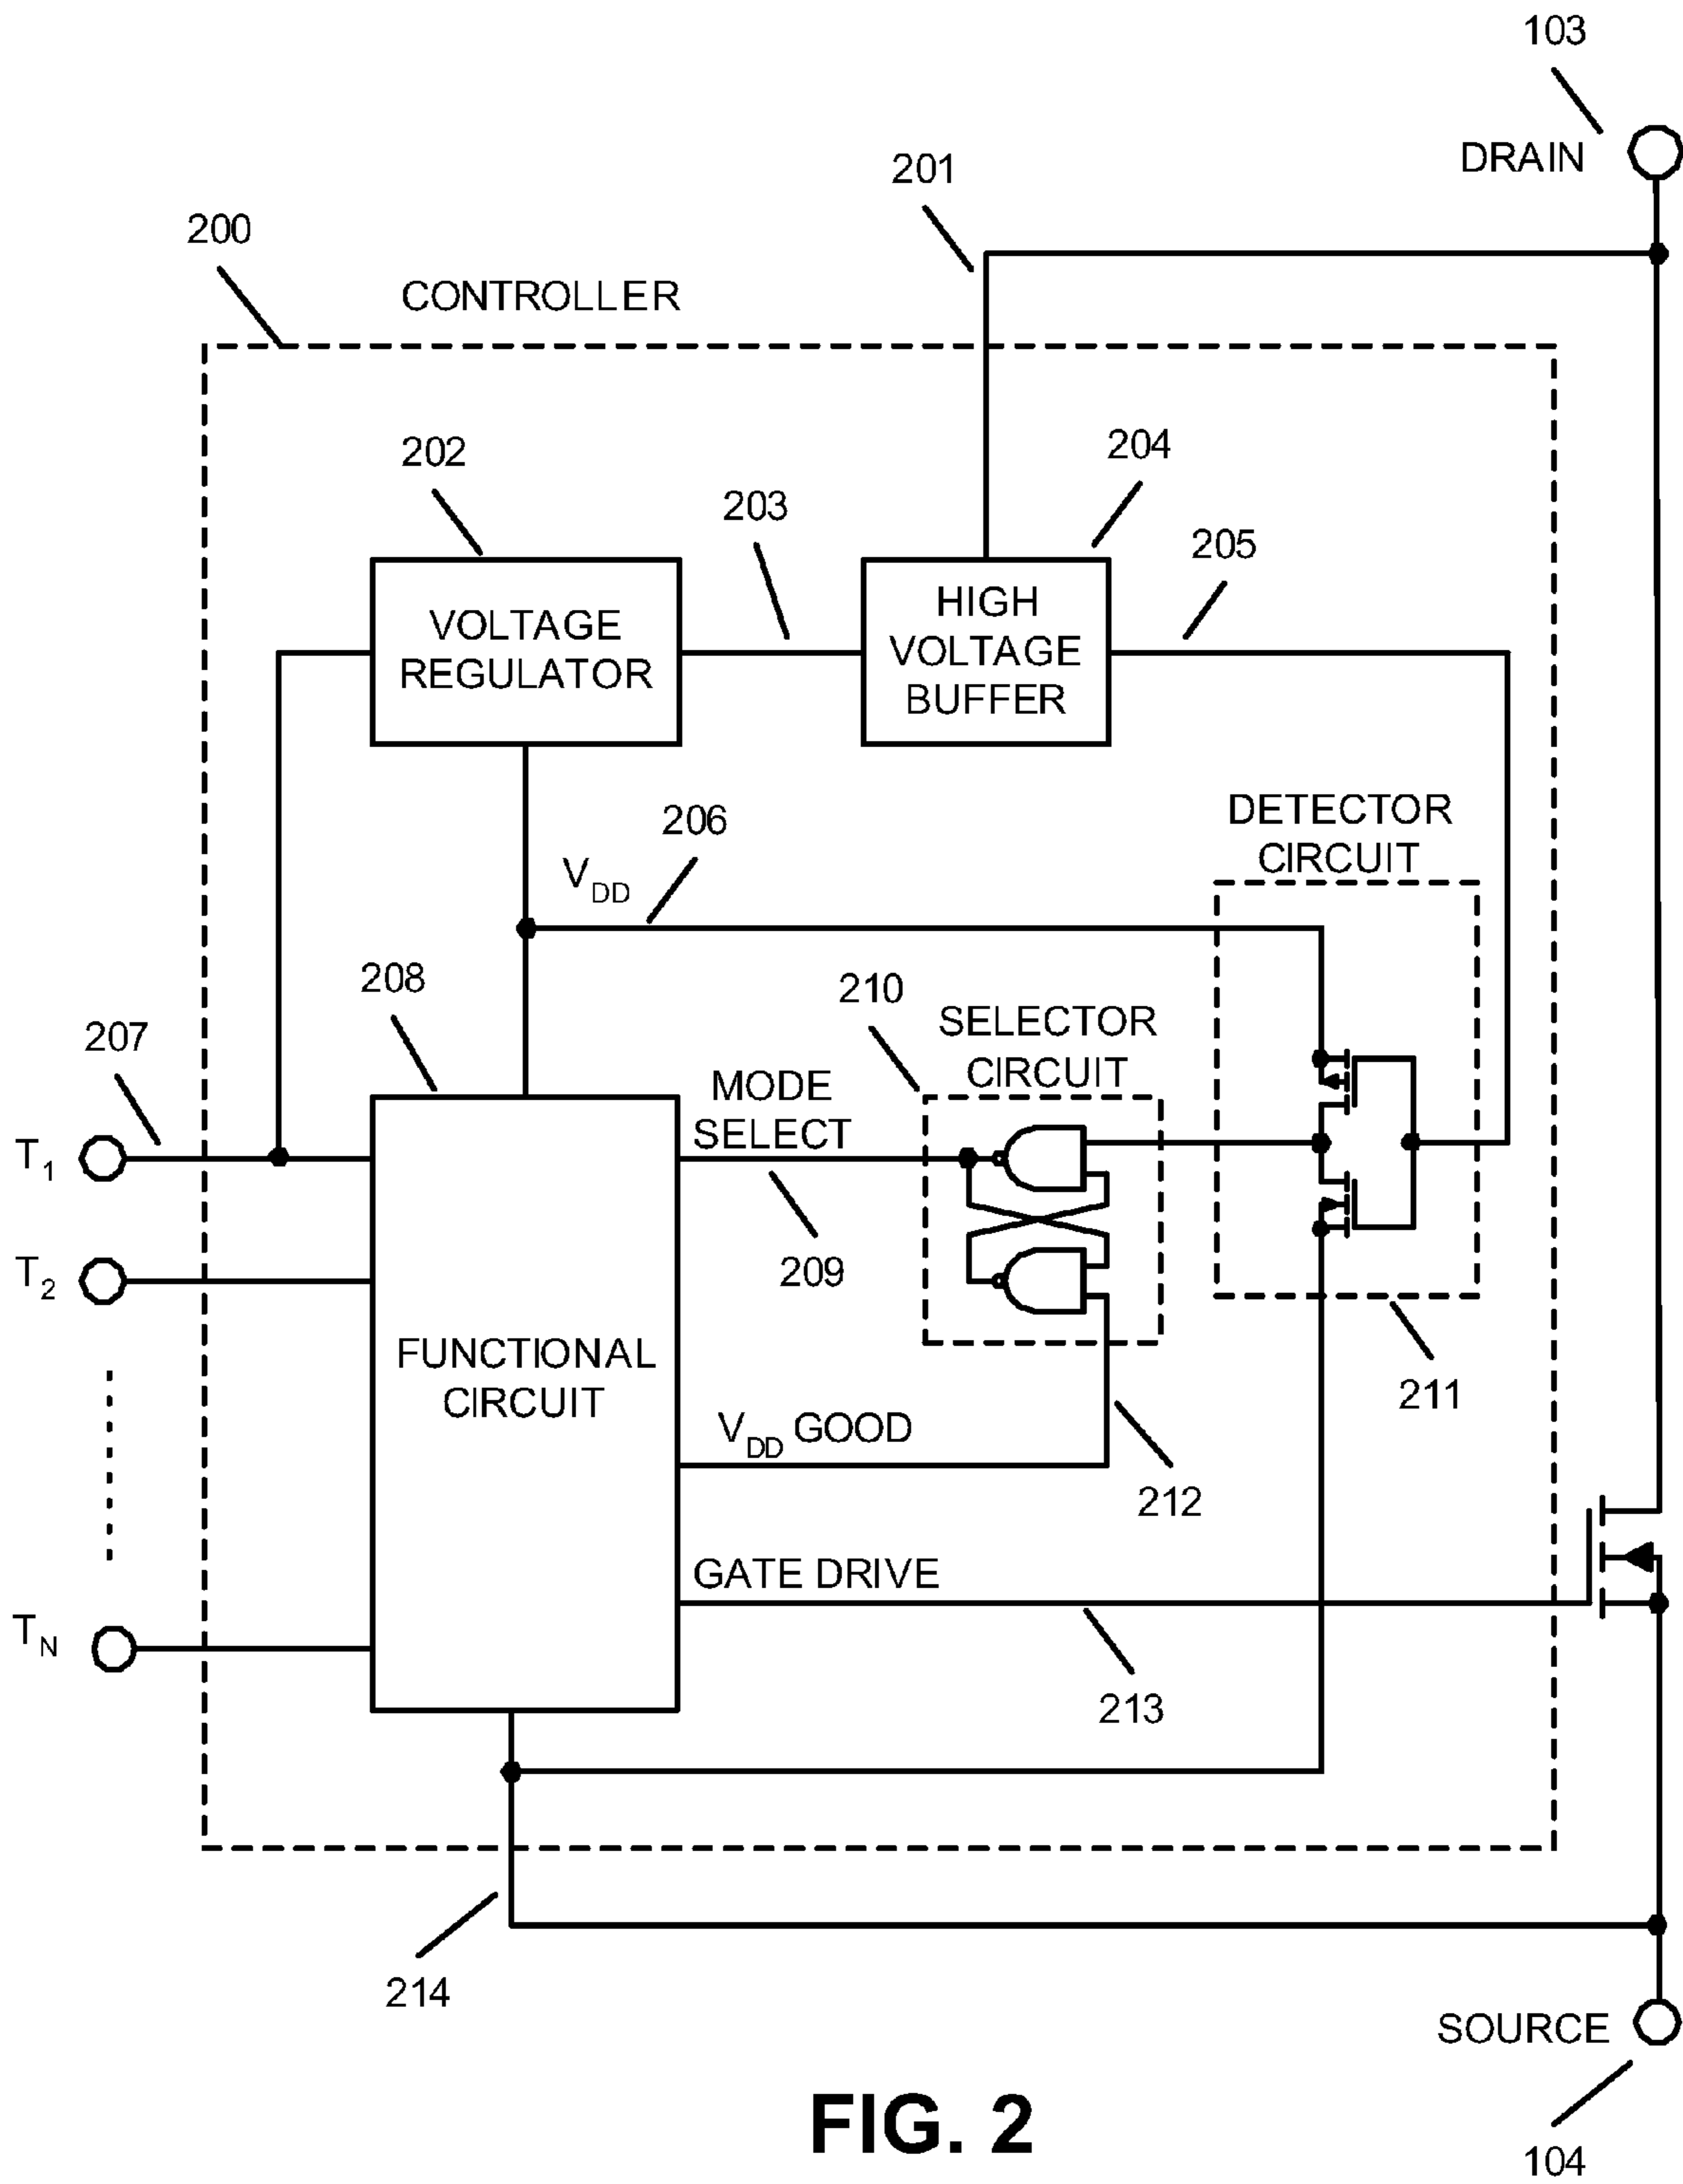 103
DRAIN
201
200
CONTROLLER
202
204
203
205
VOLTAGE
REGULATOR
HIGH
VOLTAGE
BUFFER
206
DETECTOR
CIRCUIT
VDD
208
210
SELECTOR
CIRCUIT
207
MODE
SELECT
T1
209
T2
FUNCTIONAL
CIRCUIT
211
VDD GOOD
212
GATE DRIVE
TN
213
214
SOURCE
FIG. 2
104